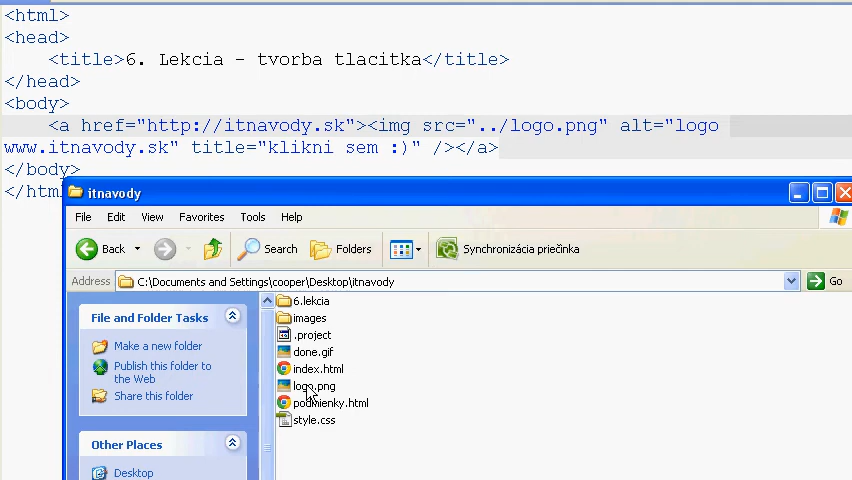 <html>
<head>
<title>6. Lekcia - tvorba tlacitka</title>
</head>
<body>
<a href="http://itnavody.sk"><img src="../logo.png" alt="logo
www.itnavody.sk" title="klikni sem :)" /></a>
</body>
</html
itnavody
File Edit View Favorites Tools Help
Back Search Folders Synchronizácia priečinka
Address C:\Documents and Settings\cooper\Desktop\itnavody Go
File and Folder Tasks
Make a new folder
Publish this folder to
the Web
Share this folder
Other Places
Desktop
6.lekcia
images
.project
done.gif
index.html
logo.png
podmienky.html
style.css